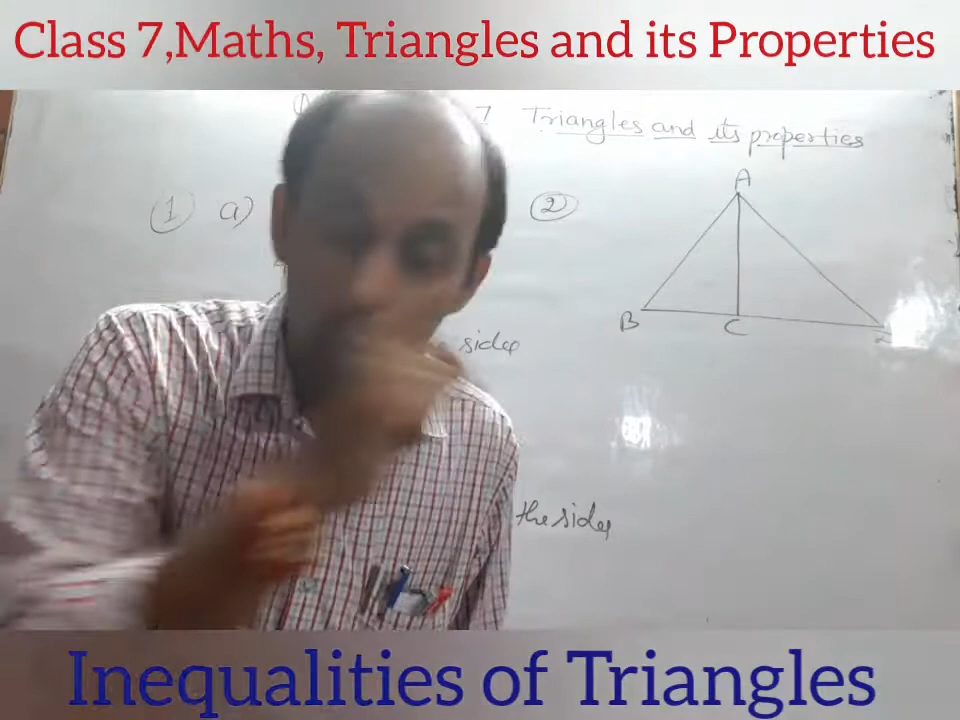 Class 7,Maths, Triangles and its Properties
7 Triangles and its properties
1 a)
2
A
B
C
sides
the sides
Inequalities of Triangles